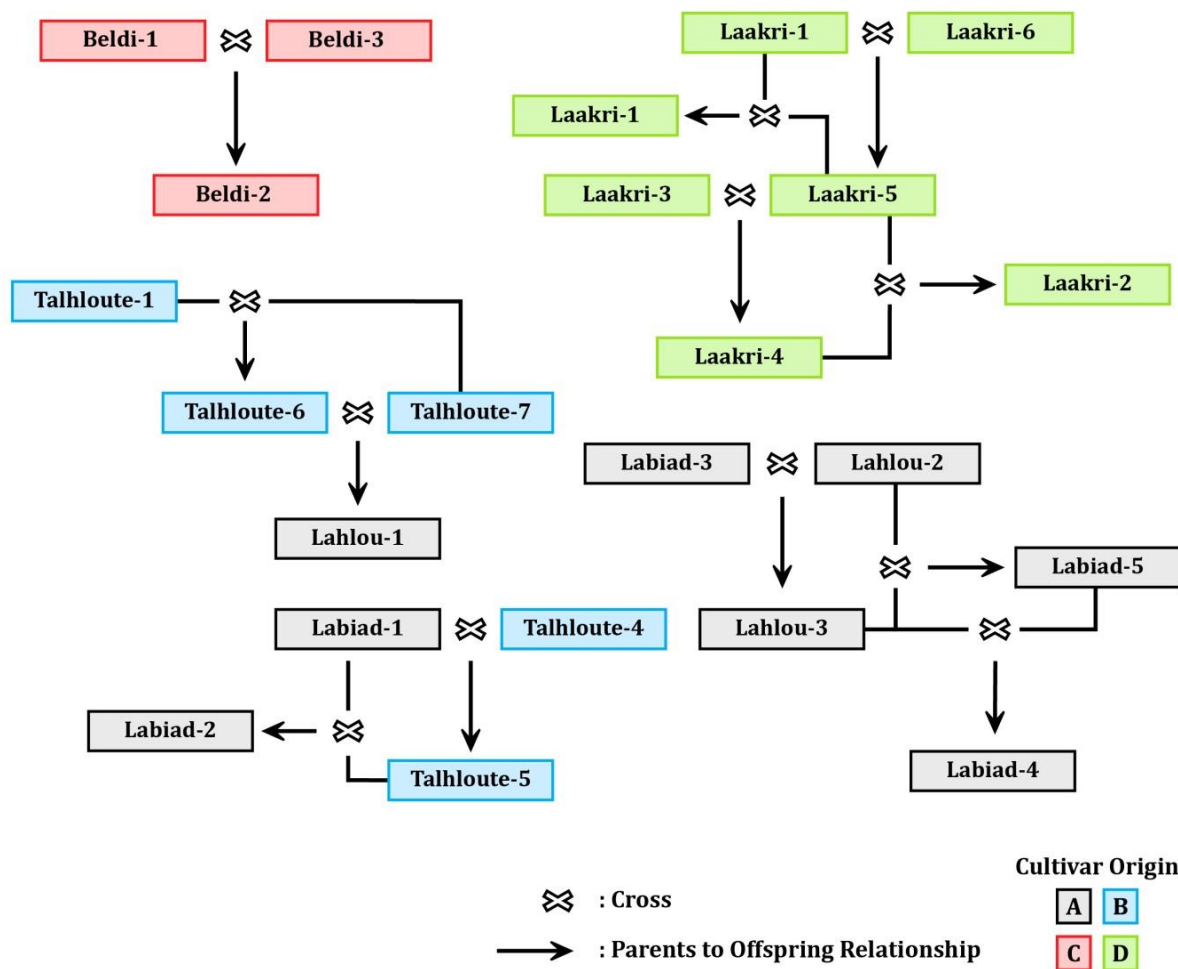 Beldi-1
Beldi-3
Beldi-2
Laakri-1
Laakri-6
Laakri-1
Laakri-3
Laakri-5
Laakri-2
Laakri-4
Talhloute-1
Talhloute-6
Talhloute-7
Lahlou-1
Labiad-3
Lahlou-2
Labiad-5
Lahlou-3
Labiad-4
Labiad-1
Talhloute-4
Labiad-2
Talhloute-5
: Cross
: Parents to Offspring Relationship
Cultivar Origin
A B
C D